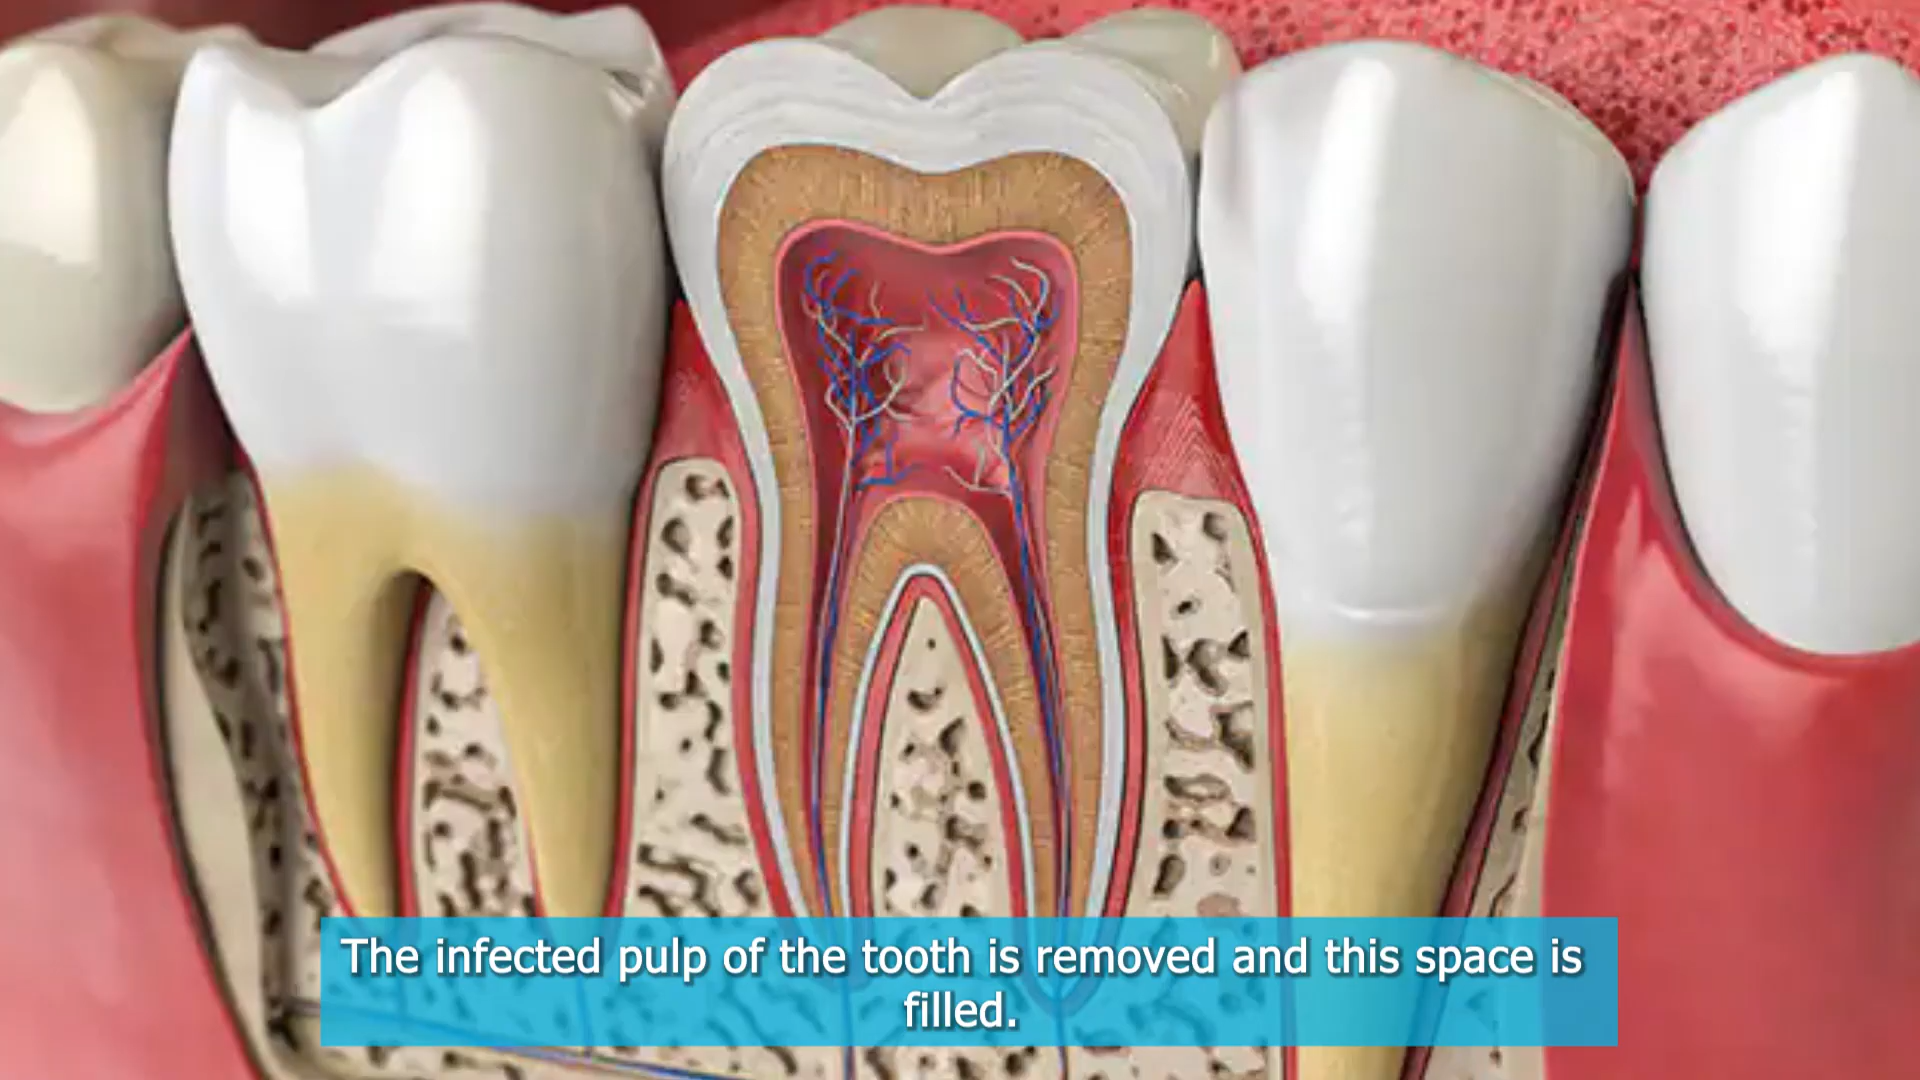 The infected pulp of the tooth is removed and this space is
filled.